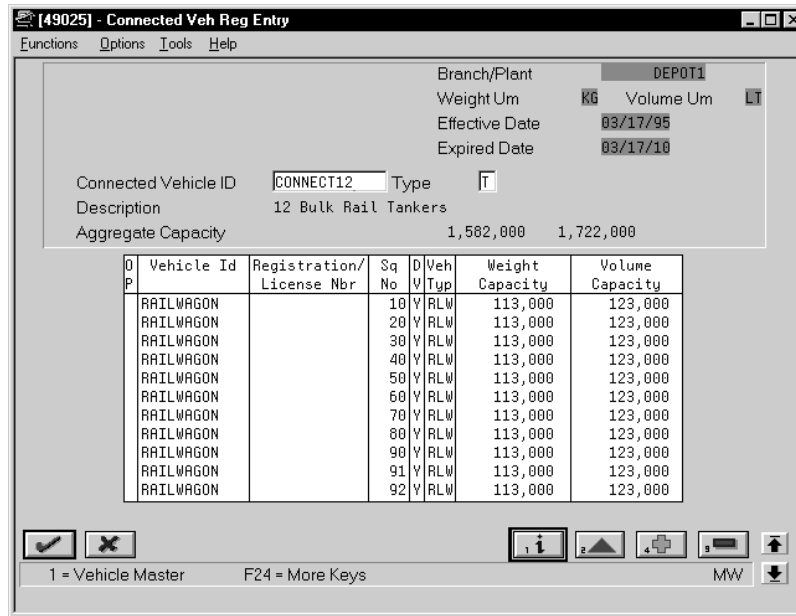 [49025] - Connected Veh Reg Entry
Functions Options Tools Help
Branch/Plant DEPOT1
Weight Um KG Volume Um LT
Effective Date 03/17/95
Expired Date 03/17/10
Connected Vehicle ID CONNECT12 Type T
Description 12 Bulk Rail Tankers
Aggregate Capacity 1,582,000 1,722,000
O Vehicle Id Registration/ Sq D Veh Weight Volume
P License Nbr No V Typ Capacity Capacity
RAILWAGON 10 Y RLW 113,000 123,000
RAILWAGON 20 Y RLW 113,000 123,000
RAILWAGON 30 Y RLW 113,000 123,000
RAILWAGON 40 Y RLW 113,000 123,000
RAILWAGON 50 Y RLW 113,000 123,000
RAILWAGON 60 Y RLW 113,000 123,000
RAILWAGON 70 Y RLW 113,000 123,000
RAILWAGON 80 Y RLW 113,000 123,000
RAILWAGON 90 Y RLW 113,000 123,000
RAILWAGON 91 Y RLW 113,000 123,000
RAILWAGON 92 Y RLW 113,000 123,000
1 i 2 4 9
1 = Vehicle Master F24 = More Keys MW